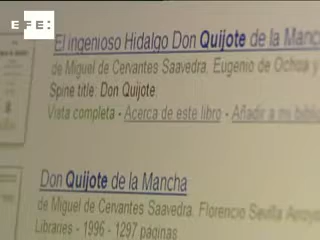 EFE:
El ingenioso Hidalgo Don Quijote de la Mancha
de Miguel de Cervantes Saavedra, Eugenio de Ochoa y
Spine title: Don Quijote
Vista completa - Acerca de este libro - Añadir a mi bibli
Don Quijote de la Mancha
de Miguel de Cervantes Saavedra, Florencio Sevilla Arroyo
Libraries - 1996 - 1297 páginas